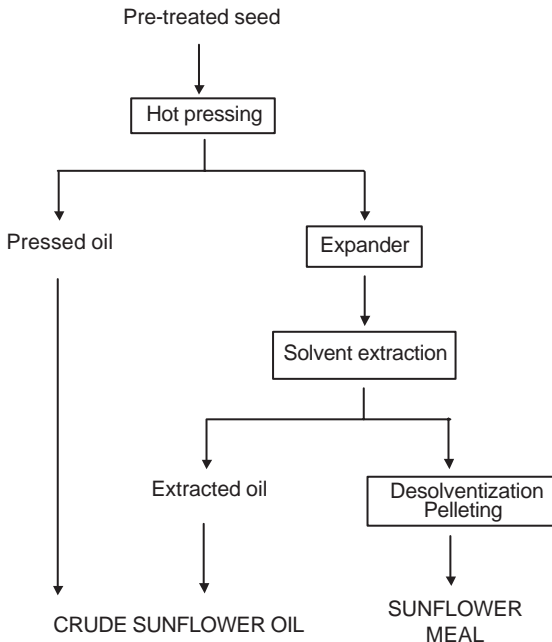 Pre-treated seed
Hot pressing
Pressed oil
Expander
Solvent extraction
Extracted oil
Desolventization
Pelleting
CRUDE SUNFLOWER OIL
SUNFLOWER
MEAL